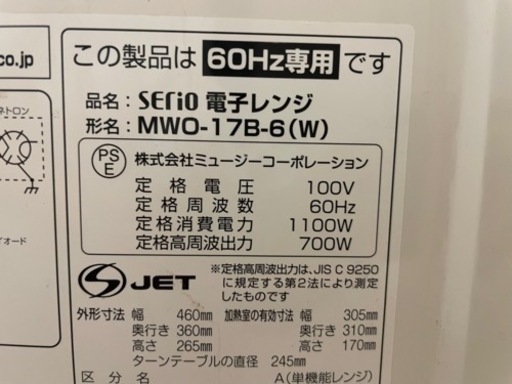 co.jp
この製品は 60Hz専用 です
ネトロン
品名：SErio 電子レンジ
形名：MWO-17B-6(W)
PS
E
株式会社ミュージーコーポレーション
定格電圧 100V
定格周波数 60Hz
定格消費電力 1100W
定格高周波出力 700W
イオード
JET
※定格高周波出力は、JIS C 9250
に規定する第2法により測定
したものです
外形寸法 幅 460mm 加熱室の有効寸法 幅 305mm
奥行き 360mm 奥行き 310mm
高さ 265mm 高さ 170mm
ターンテーブルの直径 245mm
区分名 A(単機能レンジ)